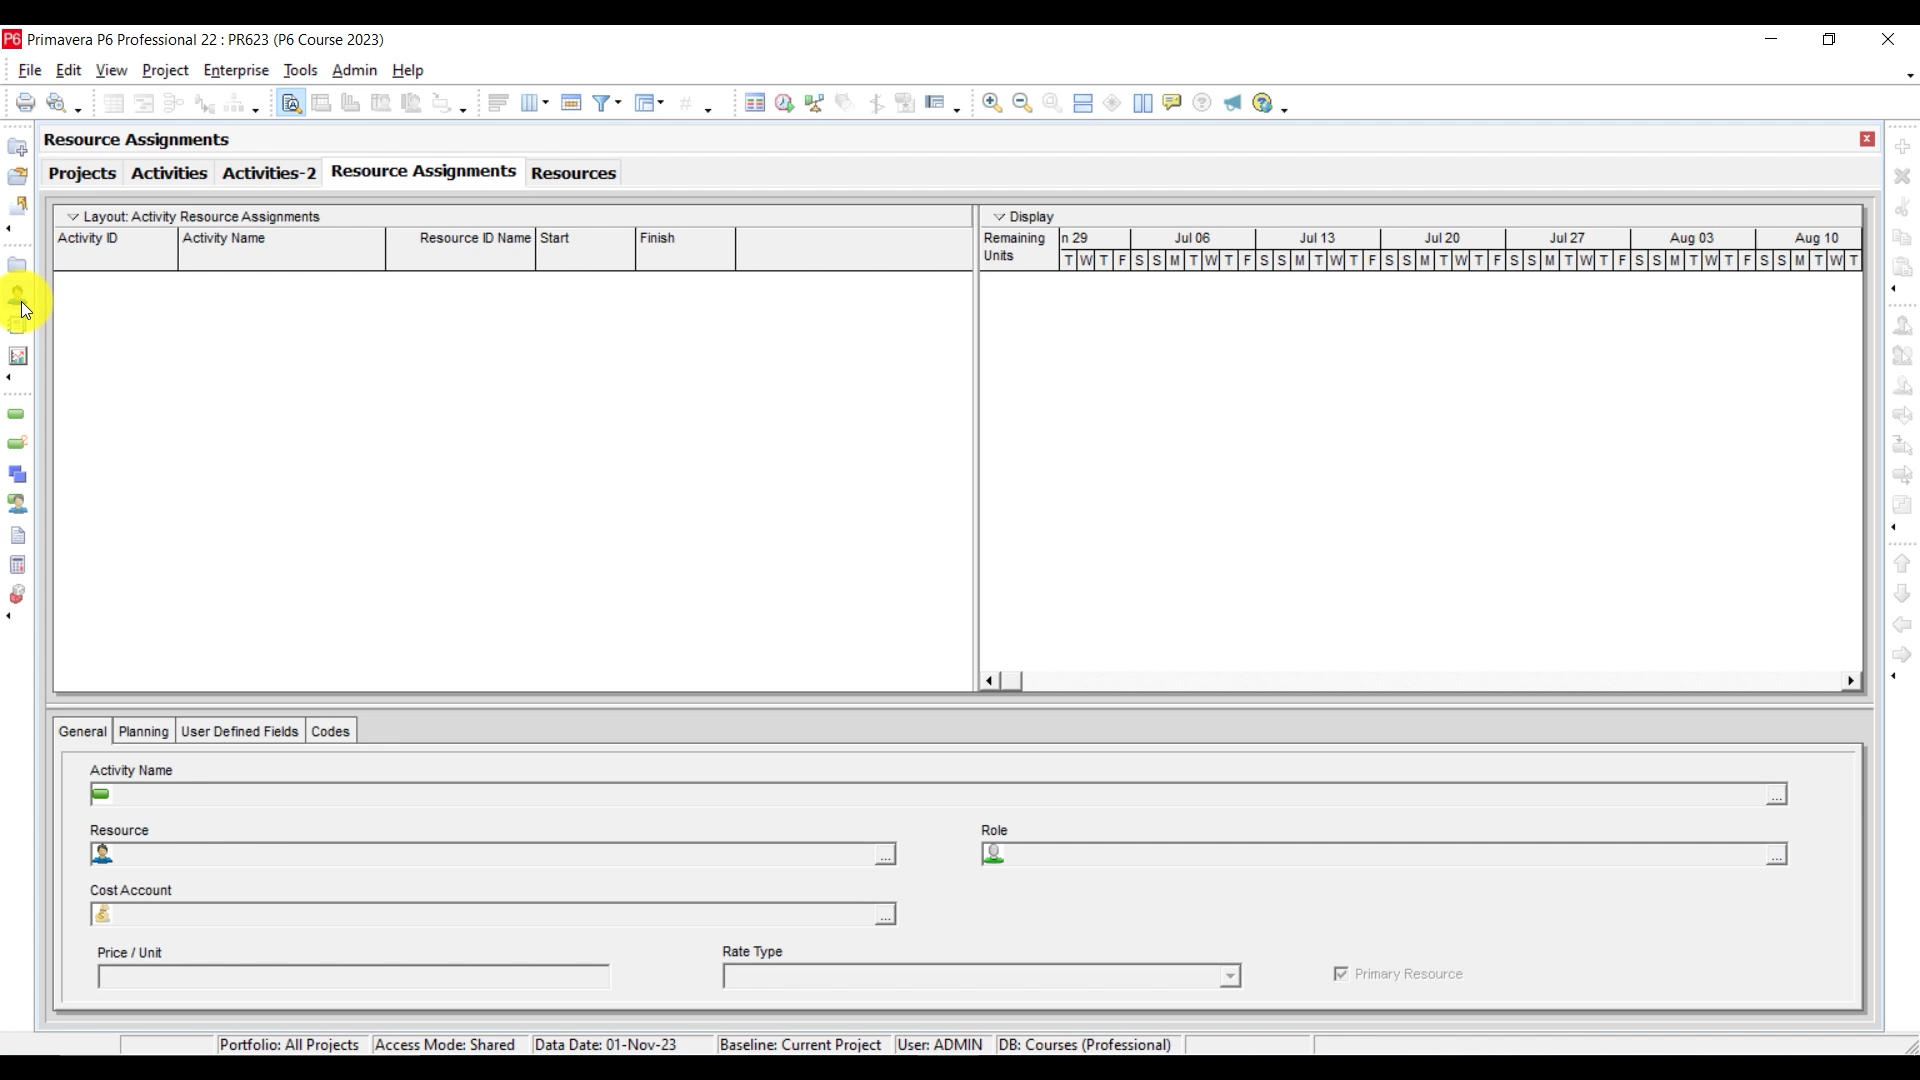 P6 Primavera P6 Professional 22 : PR623 (P6 Course 2023)
File Edit View Project Enterprise Tools Admin Help
Resource Assignments
Projects Activities Activities-2 Resource Assignments Resources
Layout: Activity Resource Assignments Display
Activity ID Activity Name Resource ID Name Start Finish Remaining Units n 29 Jul 06 Jul 13 Jul 20 Jul 27 Aug 03 Aug 10
T W T F S S M T W T F S S M T W T F S S M T W T F S S M T W T F S S M T W T F S S M T W T
General Planning User Defined Fields Codes
Activity Name
...
Resource Role
... ...
Cost Account
...
Price / Unit Rate Type
Primary Resource
Portfolio: All Projects Access Mode: Shared Data Date: 01-Nov-23 Baseline: Current Project User: ADMIN DB: Courses (Professional)